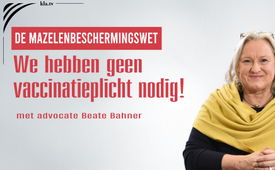 kla.tv
DE MAZELENBESCHERMINGSWET
We hebben geen
vaccinatieplicht nodig!
met advocate Beate Bahner